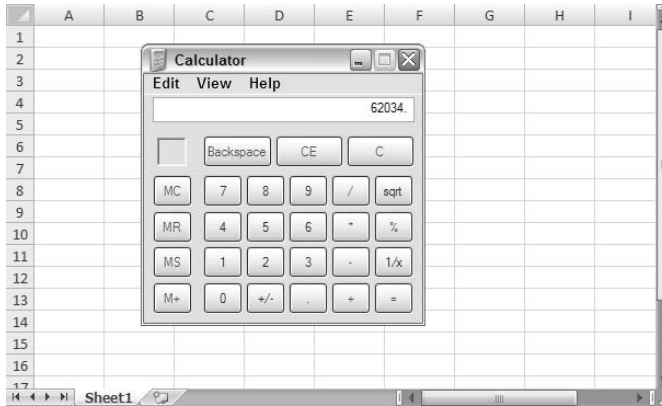 A B C D E F G H I
1
2
Calculator
3
Edit View Help
4
62034.
5
6
Backspace CE C
7
8
MC 7 8 9 / sqrt
9
10
MR 4 5 6 * %
11
MS 1 2 3 - 1/x
12
13
M+ 0 +/- . + =
14
15
16
17
Sheet1